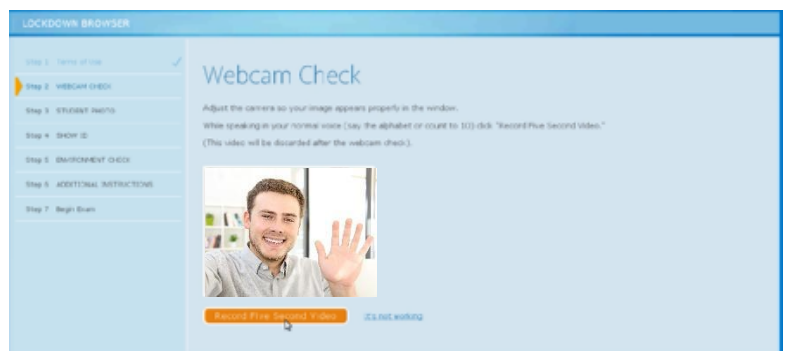 LOCKDOWN BROWSER
Step 1 Terms of Use
Step 2 WEBCAM CHECK
Step 3 STUDENT PHOTO
Step 4 SHOW ID
Step 5 ENVIRONMENT CHECK
Step 6 ADDITIONAL INSTRUCTIONS
Step 7 Begin Exam
Webcam Check
Adjust the camera so your image appears properly in the window.
While speaking in your normal voice (say the alphabet or count to 10) click "Record Five Second Video."
(This video will be discarded after the webcam check).
Record Five Second Video
It's not working